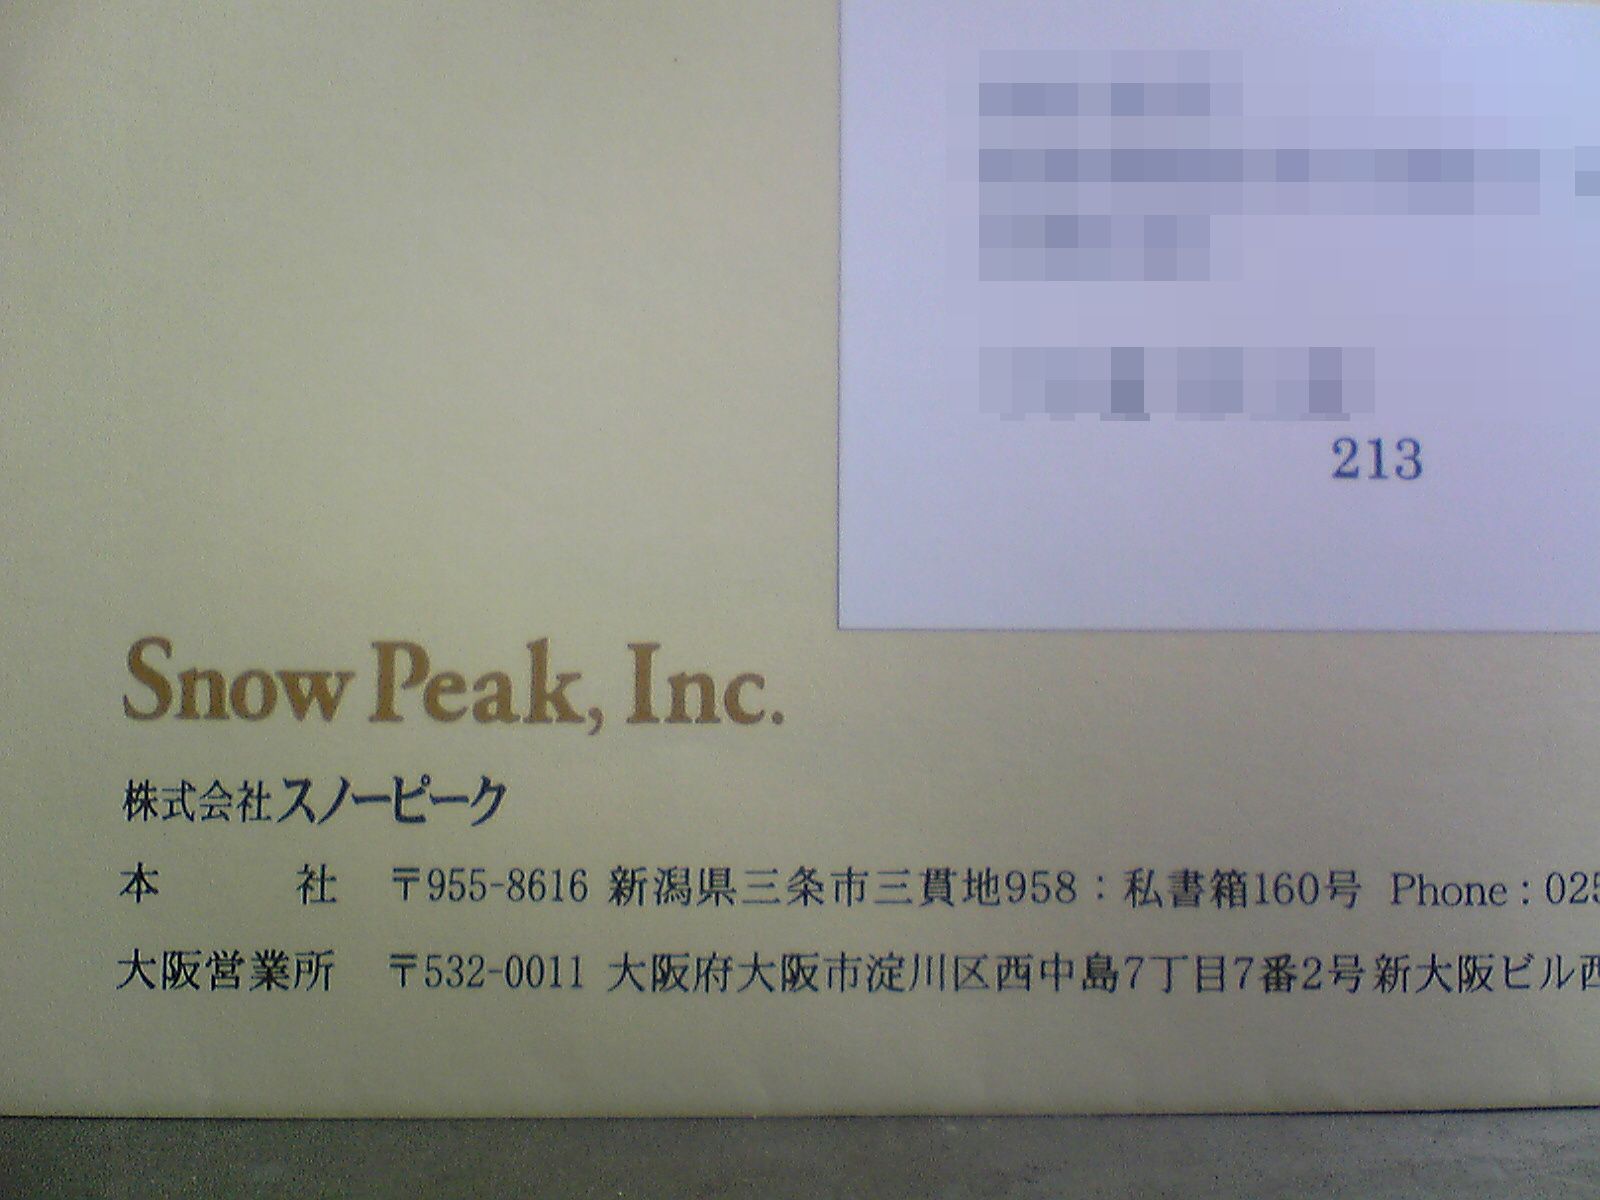 213
Snow Peak, Inc.
株式会社スノーピーク
本　　社　〒955-8616 新潟県三条市三貫地958：私書箱160号 Phone : 025
大阪営業所　〒532-0011 大阪府大阪市淀川区西中島7丁目7番2号新大阪ビル西